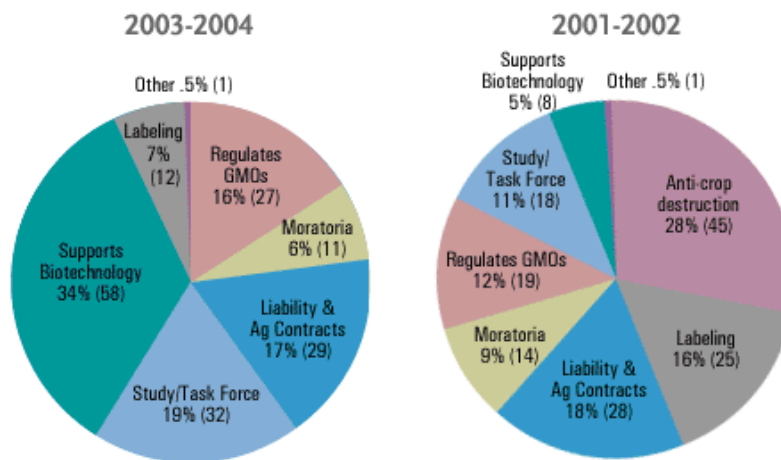 2003-2004
Other .5% (1)
Labeling
7%
(12)
Regulates
GMOs
16% (27)
Moratoria
6% (11)
Supports
Biotechnology
34% (58)
Liability &
Ag Contracts
17% (29)
Study/Task Force
19% (32)
2001-2002
Supports
Biotechnology
5% (8)
Other .5% (1)
Study/
Task Force
11% (18)
Anti-crop
destruction
28% (45)
Regulates GMOs
12% (19)
Moratoria
9% (14)
Labeling
16% (25)
Liability &
Ag Contracts
18% (28)